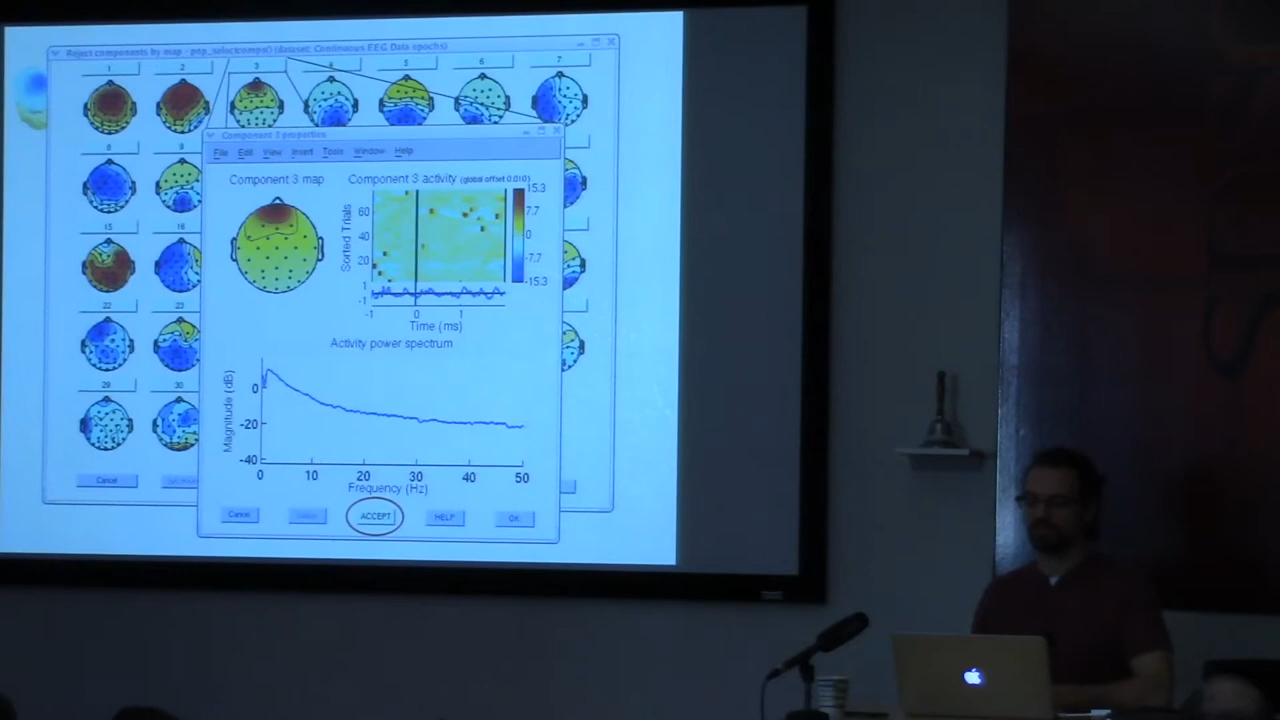 Reject components by map - pop_selectcomps() (dataset: Continuous EEG Data epochs)
1 2 3 4 5 6 7
8 9
15 16
22 23
29 30
Cancel
Component 3 properties
File Edit View Insert Tools Window Help
Component 3 map
Component 3 activity (global offset 0.010)
Sorted Trials
60
40
20
1
-1
15.3
7.7
0
-7.7
-15.3
-1 0 1
Time (ms)
Activity power spectrum
Magnitude (dB)
0
-20
-40
0 10 20 30 40 50
Frequency (Hz)
Cancel ACCEPT HELP OK